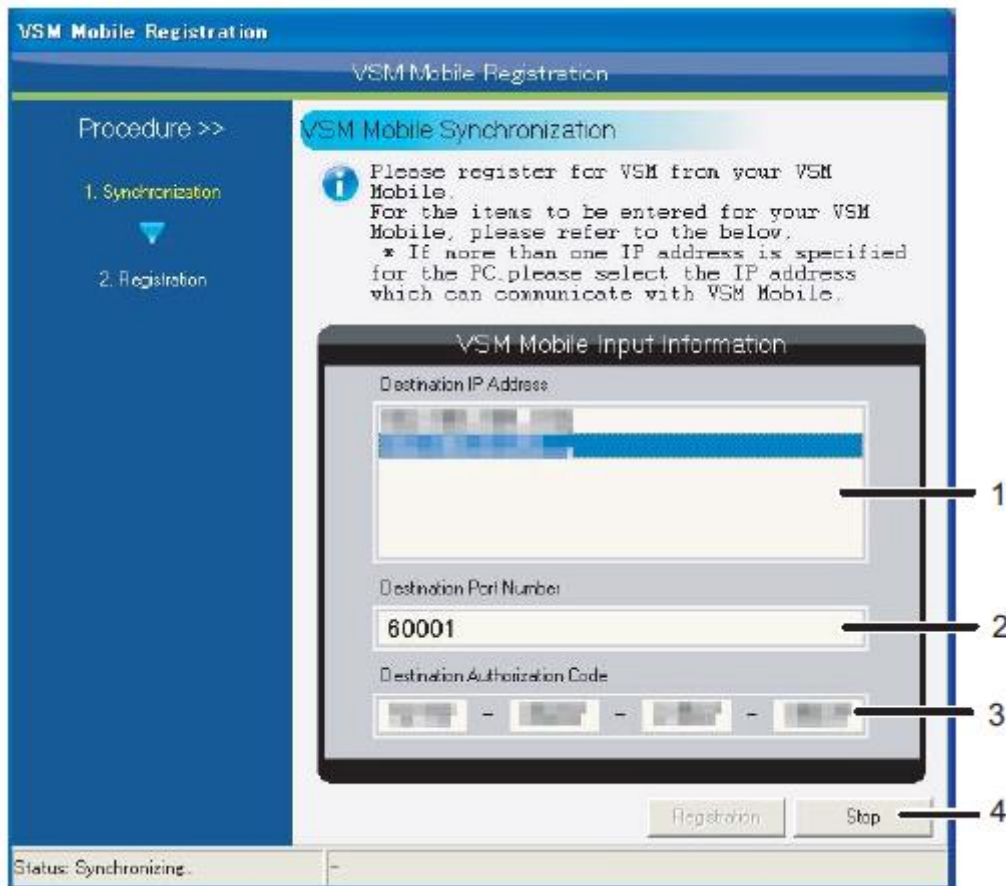 VSM Mobile Registration
VSM Mobile Registration
Procedure >>
1. Synchronization
2. Registration
VSM Mobile Synchronization
Please register for VSM from your VSM
Mobile.
For the items to be entered for your VSM
Mobile, please refer to the below.
* If more than one IP address is specified
for the PC.please select the IP address
which can communicate with VSM Mobile.
VSM Mobile Input Information
Destination IP Address
1
Destination Port Number
60001
2
Destination Authorization Code
- - -
3
Registration
Stop
4
Status: Synchronizing..
-